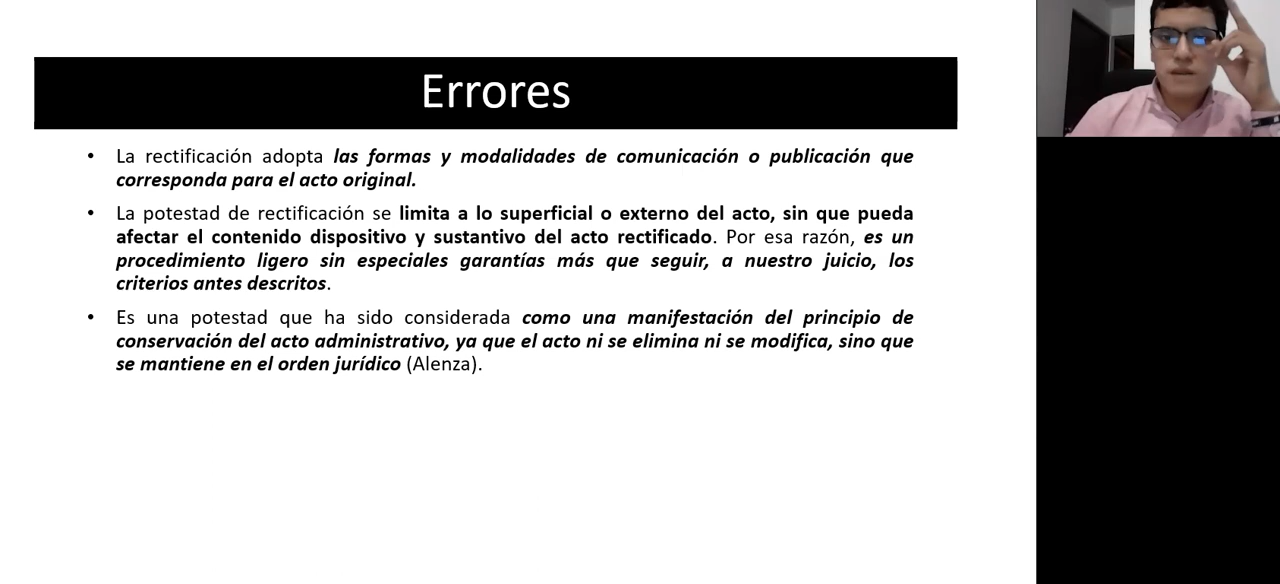 Errores
• La rectificación adopta las formas y modalidades de comunicación o publicación que
corresponda para el acto original.
• La potestad de rectificación se limita a lo superficial o externo del acto, sin que pueda
afectar el contenido dispositivo y sustantivo del acto rectificado. Por esa razón, es un
procedimiento ligero sin especiales garantías más que seguir, a nuestro juicio, los
criterios antes descritos.
• Es una potestad que ha sido considerada como una manifestación del principio de
conservación del acto administrativo, ya que el acto ni se elimina ni se modifica, sino que
se mantiene en el orden jurídico (Alenza).